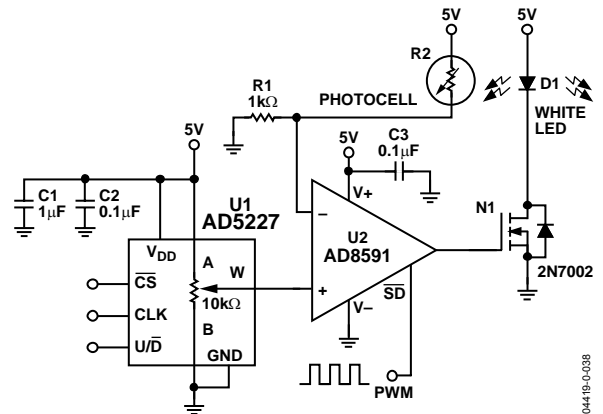 5V
5V
R2
R1
1kΩ
PHOTOCELL
D1
WHITE
LED
5V
5V
C3
0.1µF
C1
1µF
C2
0.1µF
U1
AD5227
V+
N1
VDD
A
W
−
U2
AD8591
2N7002
CS
10kΩ
+
SD
CLK
B
V−
U/D
GND
PWM
04419-0-038